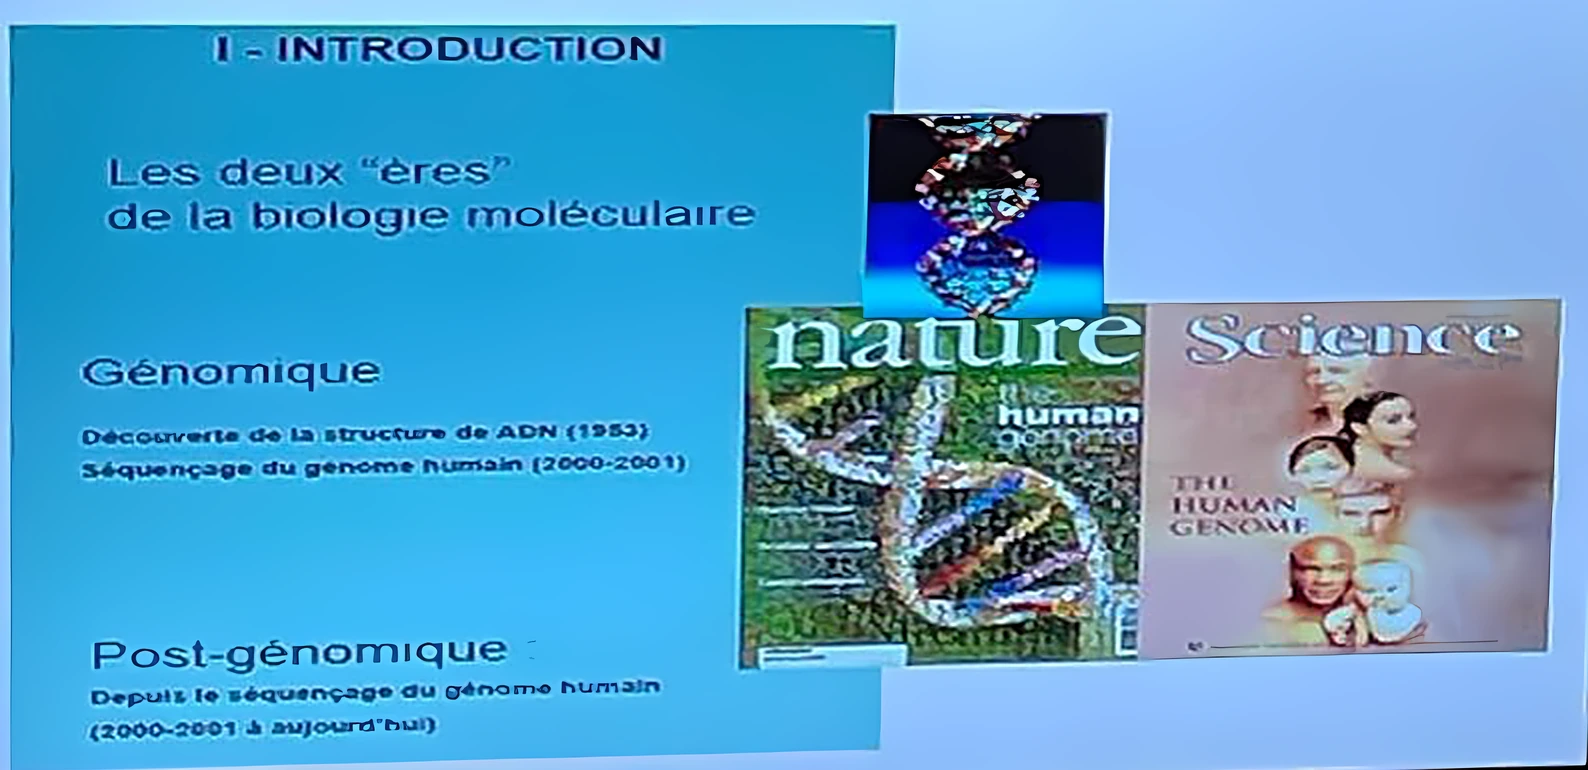 I - INTRODUCTION
Les deux "ères"
de la biologie moléculaire
Génomique
Découverte de la structure de ADN (1953)
Séquençage du génome humain (2000-2001)
Post-génomique
Depuis le séquençage du génome humain
(2000-2001 à aujourd'hui)
nature
the
human
genome
Science
THE
HUMAN
GENOME